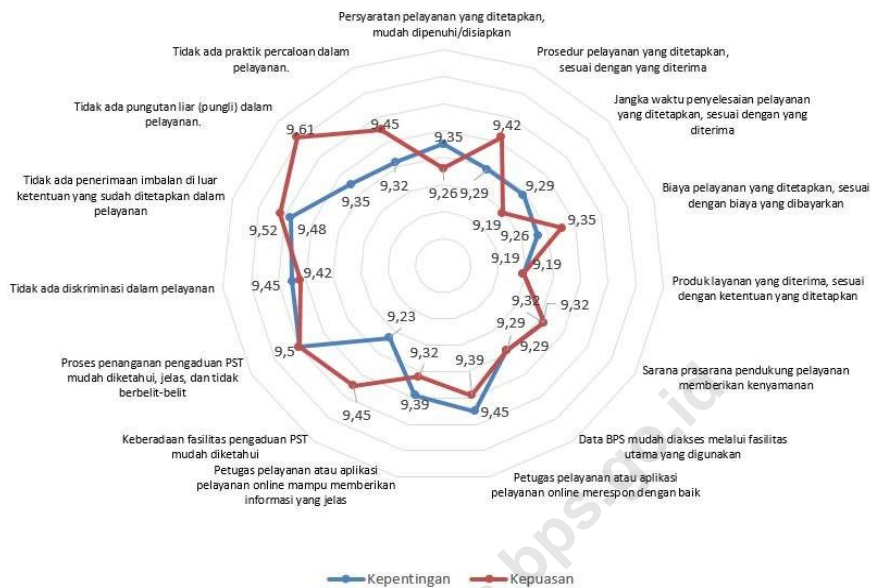 Persyaratan pelayanan yang ditetapkan,
mudah dipenuhi/disiapkan
Tidak ada praktik percaloan dalam
pelayanan.
Prosedur pelayanan yang ditetapkan,
sesuai dengan yang diterima
Tidak ada pungutan liar (pungli) dalam
pelayanan.
Jangka waktu penyelesaian pelayanan
yang ditetapkan, sesuai dengan yang
diterima
9,61
9,45
9,35
9,42
Tidak ada penerimaan imbalan di luar
ketentuan yang sudah ditetapkan dalam
pelayanan
9,35
9,32
9,26
9,29
9,29
Biaya pelayanan yang ditetapkan, sesuai
dengan biaya yang dibayarkan
9,52
9,48
9,19
9,26
9,35
Tidak ada diskriminasi dalam pelayanan
9,45
9,42
9,19
9,19
Produk layanan yang diterima, sesuai
dengan ketentuan yang ditetapkan
9,23
9,32
9,32
9,5
9,32
9,39
9,29
9,29
Proses penanganan pengaduan PST
mudah diketahui, jelas, dan tidak
berbelit-belit
Sarana prasarana pendukung pelayanan
memberikan kenyamanan
9,45
9,39
9,45
Keberadaan fasilitas pengaduan PST
mudah diketahui
Data BPS mudah diakses melalui fasilitas
utama yang digunakan
Petugas pelayanan atau aplikasi
pelayanan online mampu memberikan
informasi yang jelas
Petugas pelayanan atau aplikasi
pelayanan online merespon dengan baik
bps.go.id
Kepentingan
Kepuasan